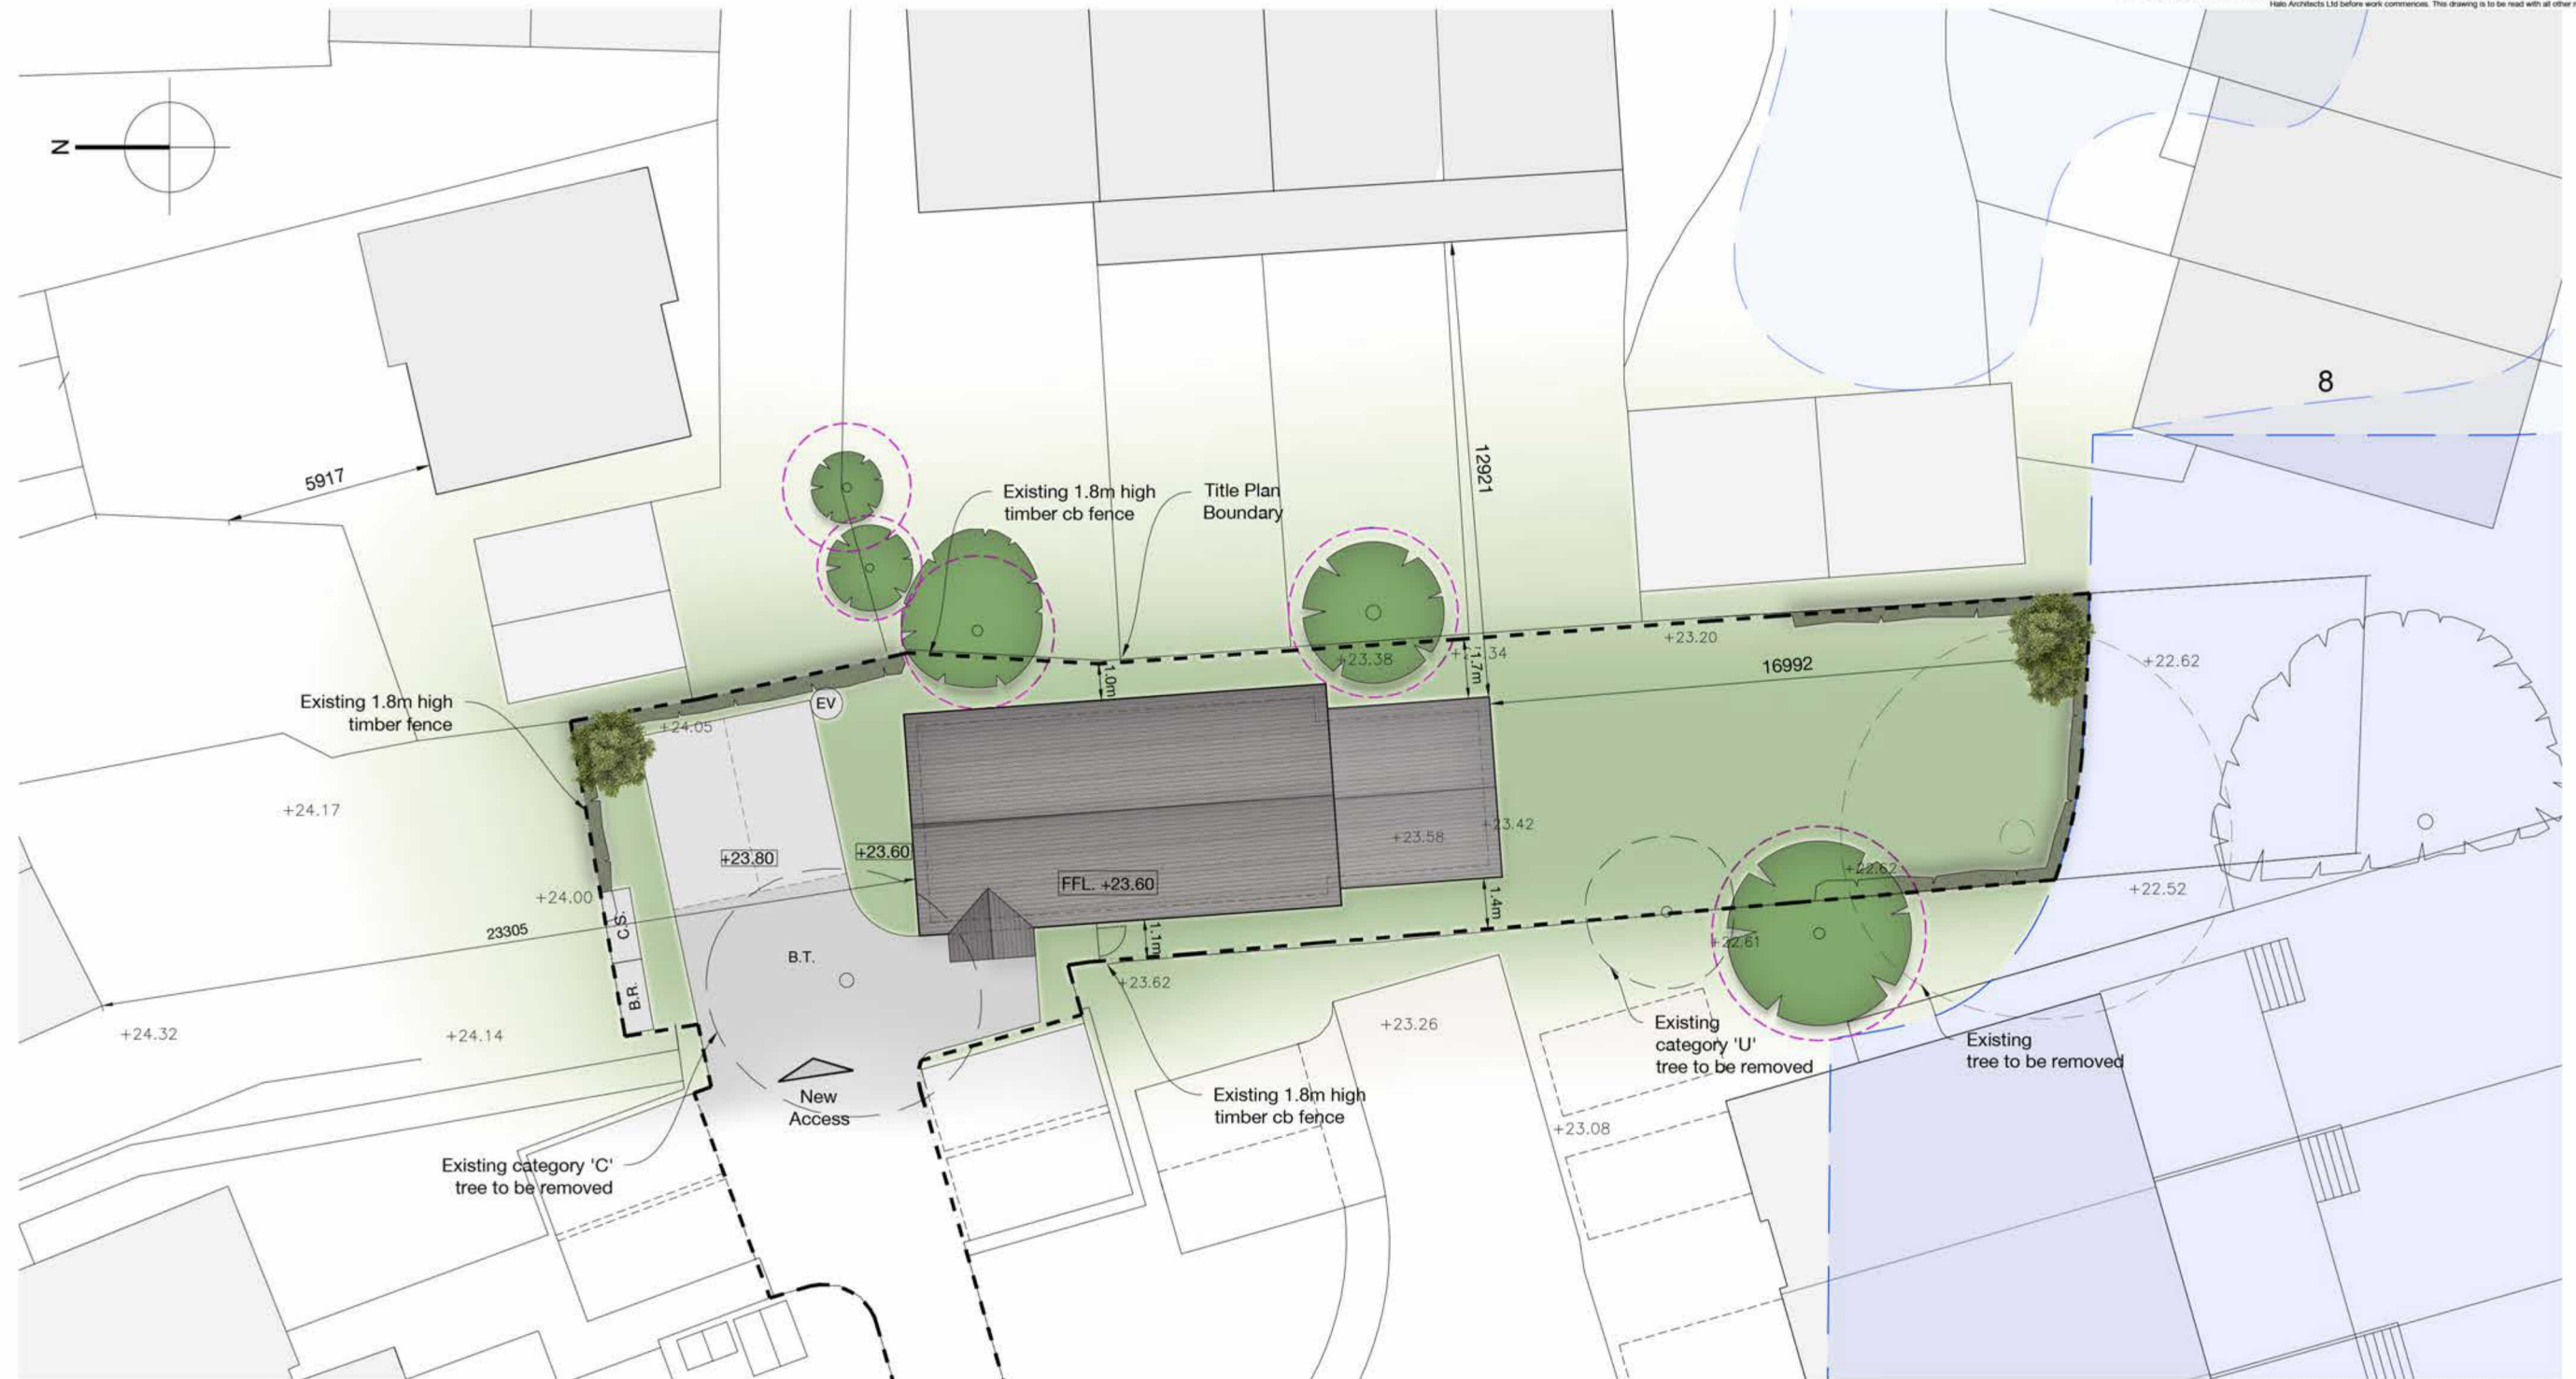 Halo Architects Ltd before work commences. This drawing is to be read with all other
N
8
5917
12921
Existing 1.8m high
timber cb fence
Title Plan
Boundary
+23.20
+23.38
1.0m
1.7m
16992
+22.62
Existing 1.8m high
timber fence
EV
+24.05
+24.17
+23.80
+23.60
+23.58
+23.42
FFL. +23.60
+24.00
C.S.
23305
1.4m
+22.62
+22.52
1.1m
+22.61
B.T.
B.R.
+23.62
+24.32
+24.14
+23.26
Existing
category 'U'
tree to be removed
Existing
tree to be removed
New
Access
Existing 1.8m high
timber cb fence
+23.08
Existing category 'C'
tree to be removed